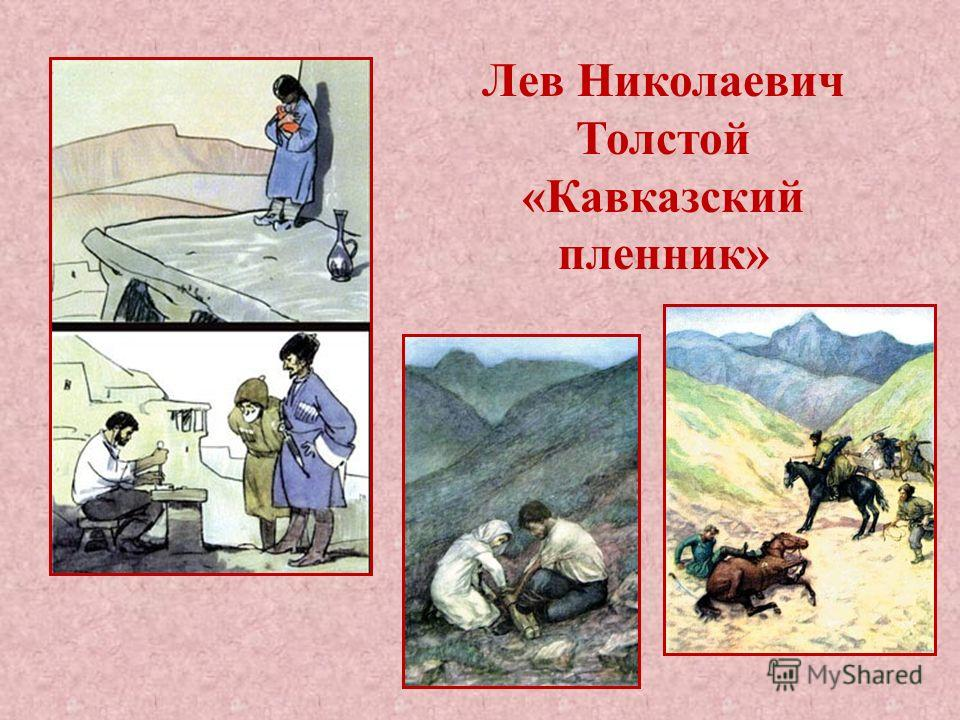 Лев Николаевич
Толстой
«Кавказский
пленник»
MyShared